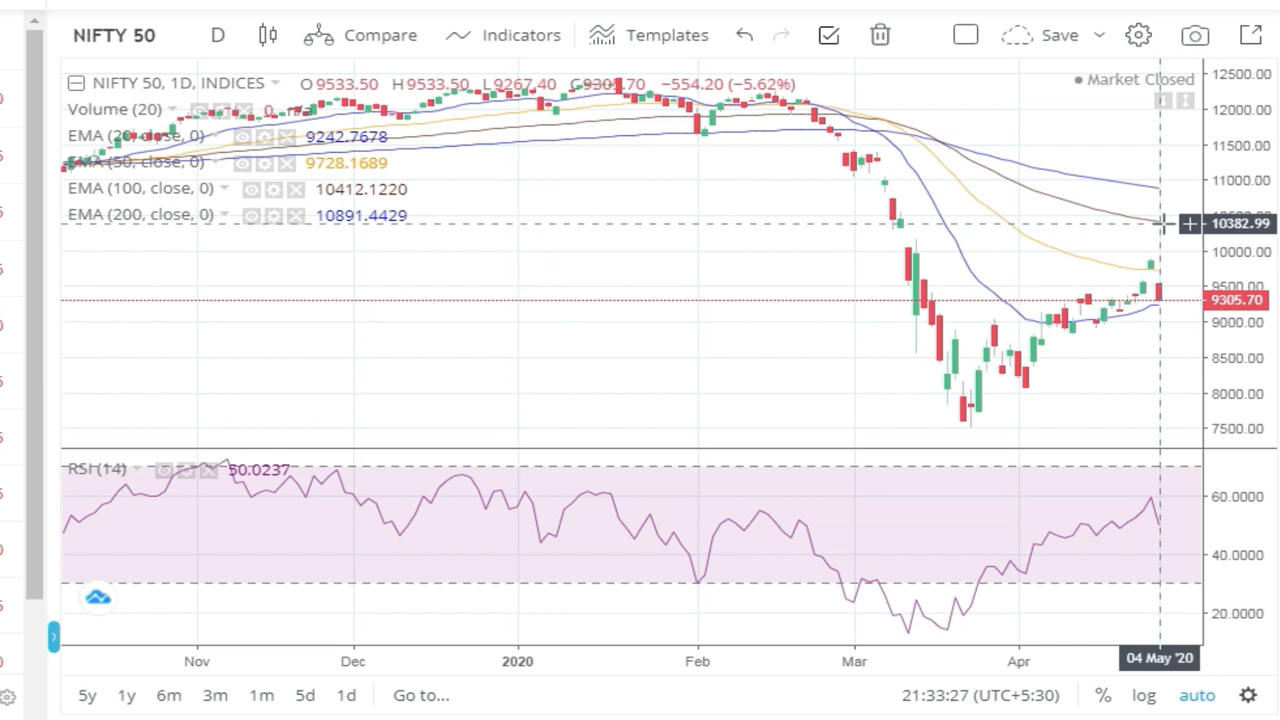 NIFTY 50 D Compare Indicators Templates Save
NIFTY 50, 1D, INDICES O9533.50 H9533.50 L9267.40 C9305.70 −554.20 (−5.62%)
Market Closed
Volume (20)
EMA (20, close, 0) 9242.7678
EMA (50, close, 0) 9728.1689
EMA (100, close, 0) 10412.1220
EMA (200, close, 0) 10891.4429
12500.00
12000.00
11500.00
11000.00
10382.99
10000.00
9500.00
9305.70
9000.00
8500.00
8000.00
7500.00
RSI (14) 50.0237
60.0000
40.0000
20.0000
Nov Dec 2020 Feb Mar Apr 04 May '20
5y 1y 6m 3m 1m 5d 1d Go to... 21:33:27 (UTC+5:30) % log auto